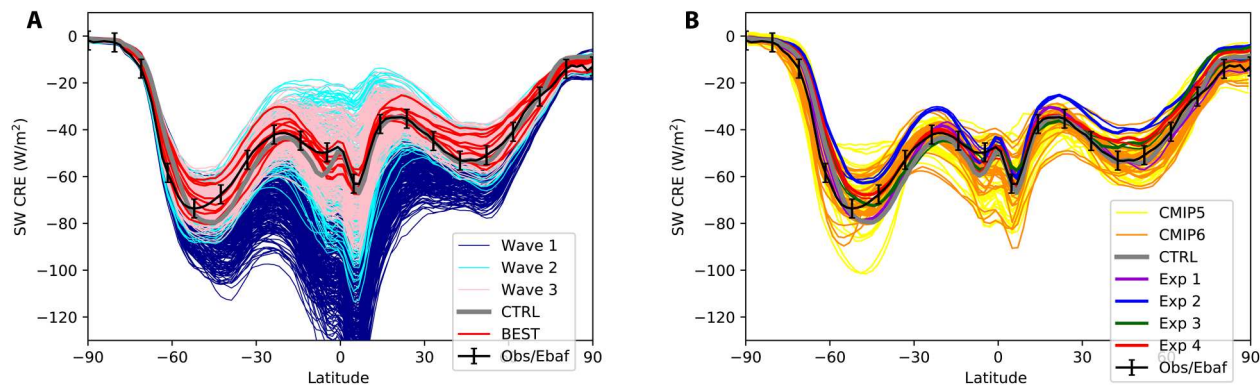 A
SW CRE (W/m²)
0
−20
−40
−60
−80
−100
−120
−90
−60
−30
0
30
90
Latitude
Wave 1
Wave 2
Wave 3
CTRL
BEST
Obs/Ebaf
B
SW CRE (W/m²)
0
−20
−40
−60
−80
−100
−120
−90
−60
−30
0
30
60
90
Latitude
CMIP5
CMIP6
CTRL
Exp 1
Exp 2
Exp 3
Exp 4
Obs/Ebaf